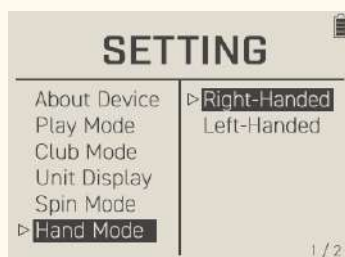 SETTING
About Device
Play Mode
Club Mode
Unit Display
Spin Mode
▷ Hand Mode
▷ Right-Handed
Left-Handed
1/2